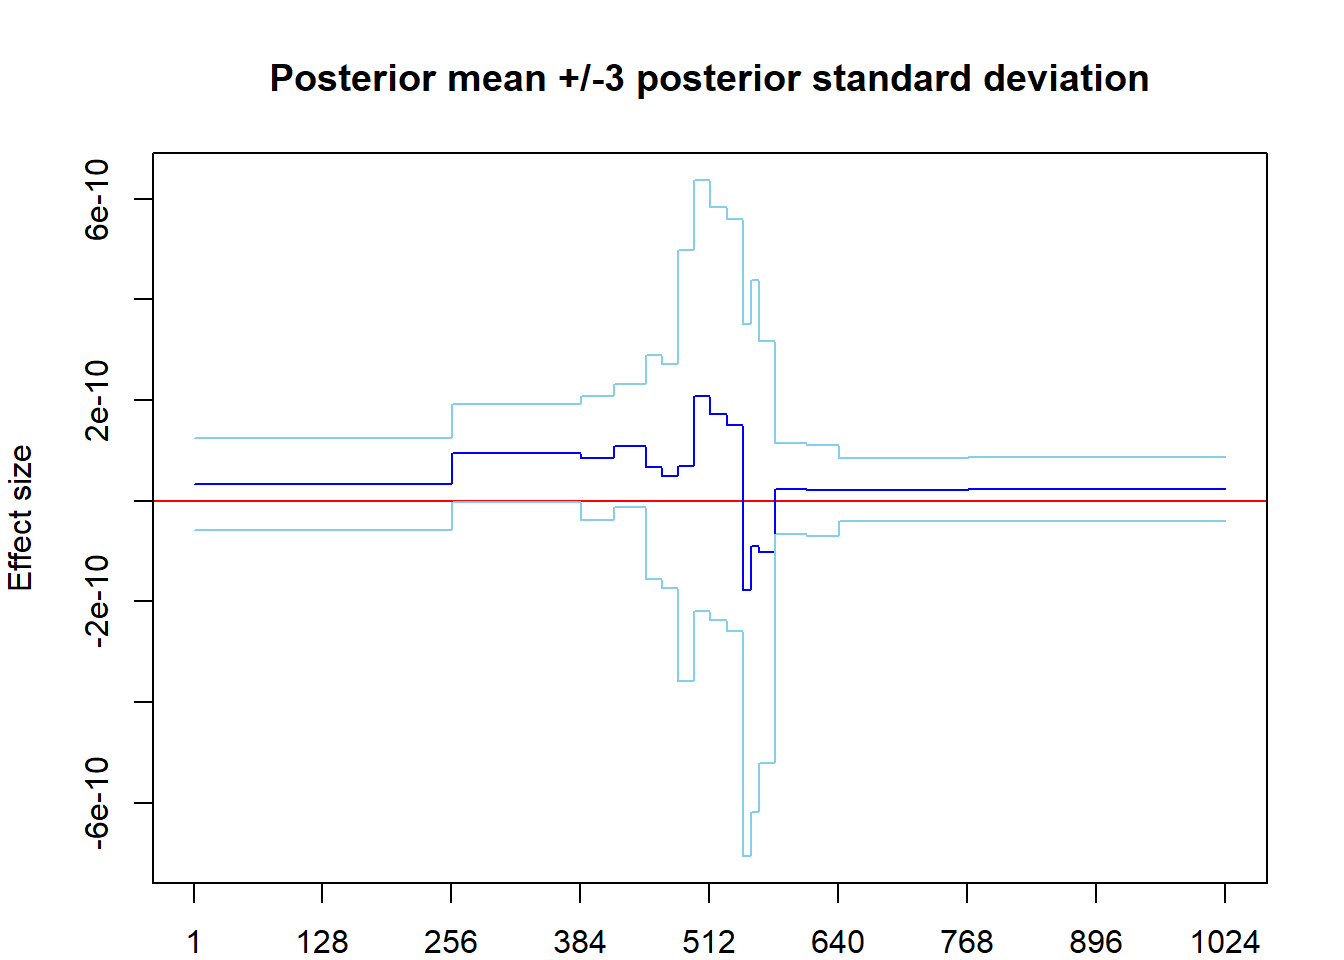 Posterior mean +/-3 posterior standard deviation
6e-10
2e-10
-2e-10
-6e-10
Effect size
1 128 256 384 512 640 768 896 1024